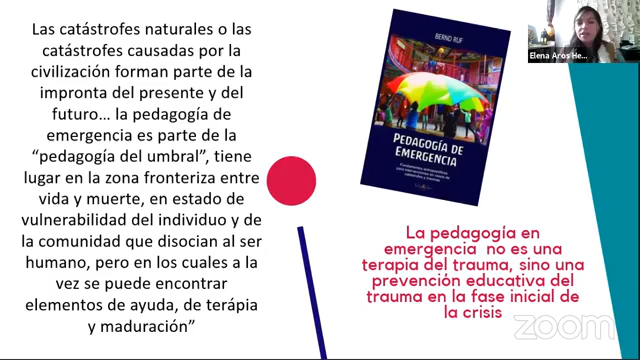 Las catástrofes naturales o las
catástrofes causadas por la
civilización forman parte de la
impronta del presente y del
futuro... la pedagogía de
emergencia es parte de la
“pedagogía del umbral”, tiene
lugar en la zona fronteriza entre
vida y muerte, en estado de
vulnerabilidad del individuo y de
la comunidad que disocian al ser
humano, pero en los cuales a la
vez se puede encontrar
elementos de ayuda, de terápia
y maduración”
BERND RUF
PEDAGOGÍA DE
EMERGENCIA
La pedagogía en
emergencia no es una
terapia del trauma, sino una
prevención educativa del
trauma en la fase inicial de
la crisis
Elena Aros He...
zoom